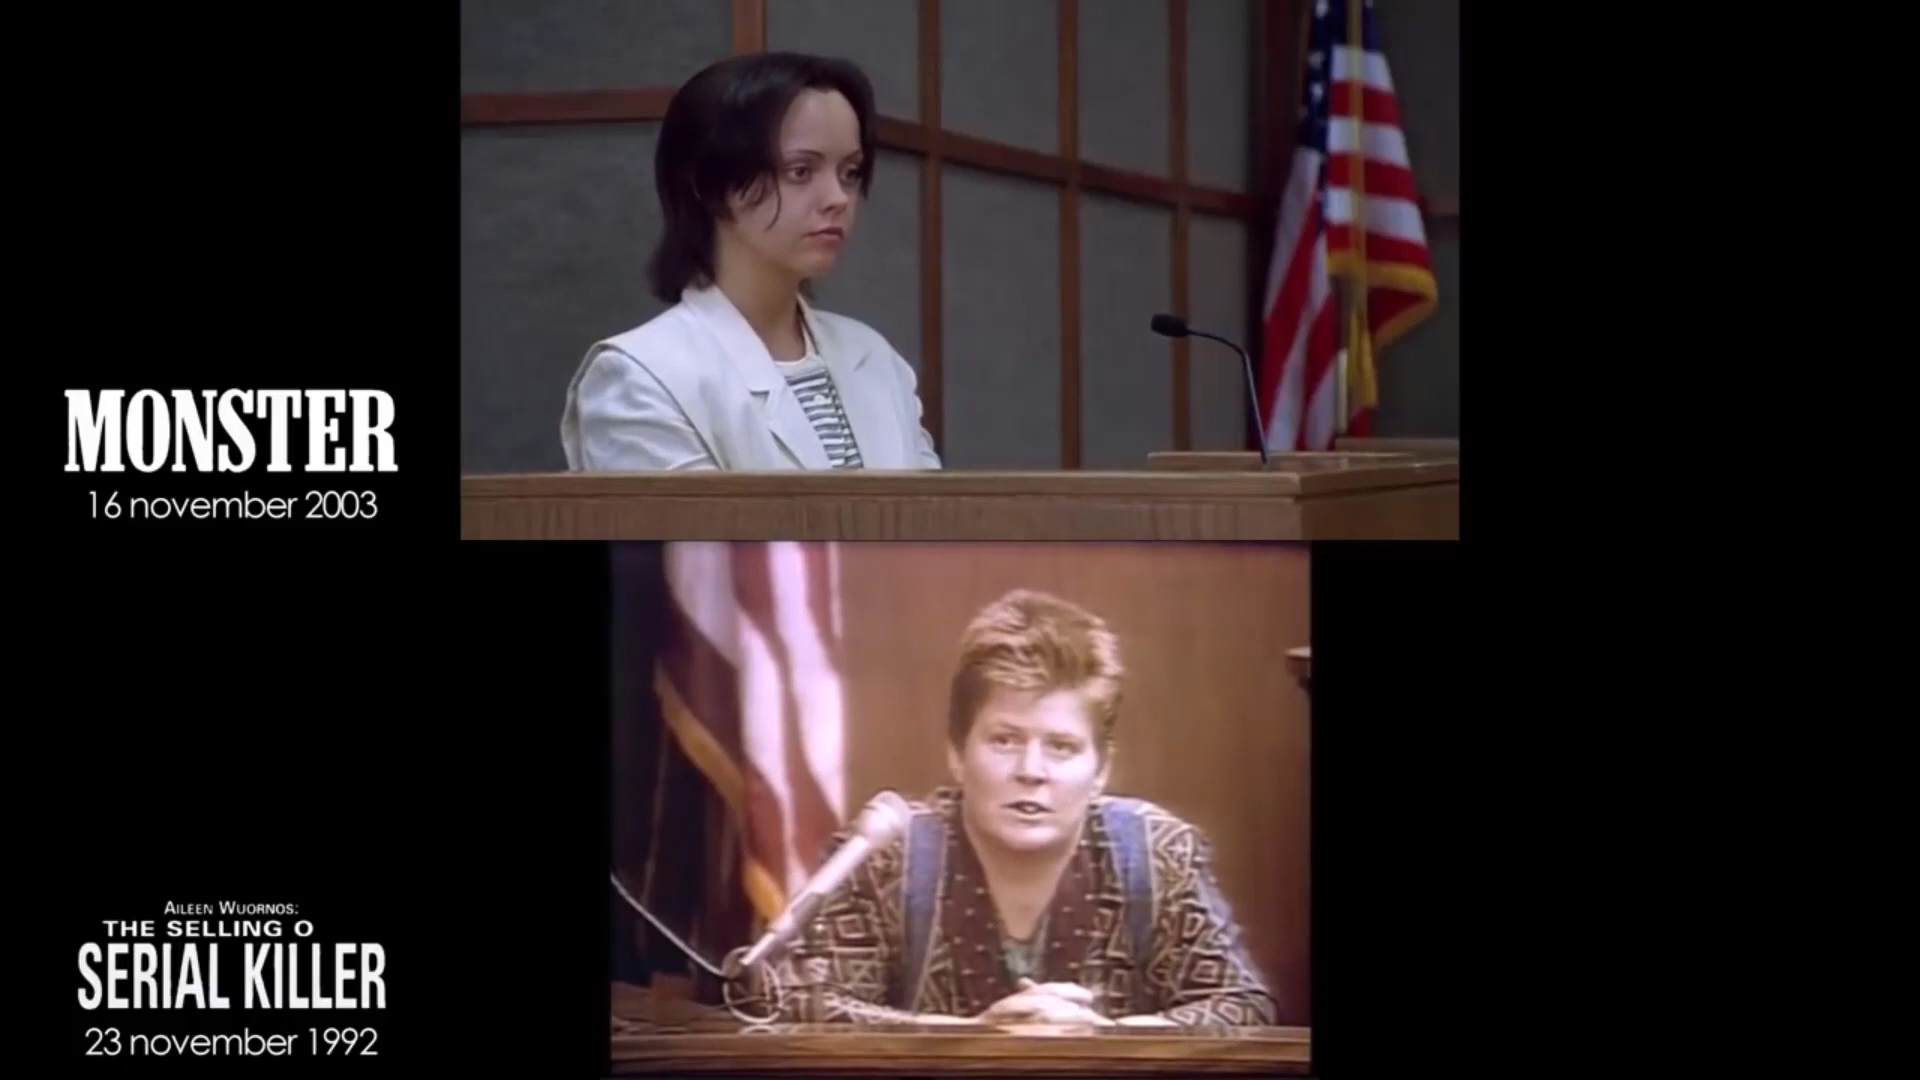 MONSTER
16 november 2003
AILEEN WUORNOS:
THE SELLING O
SERIAL KILLER
23 november 1992